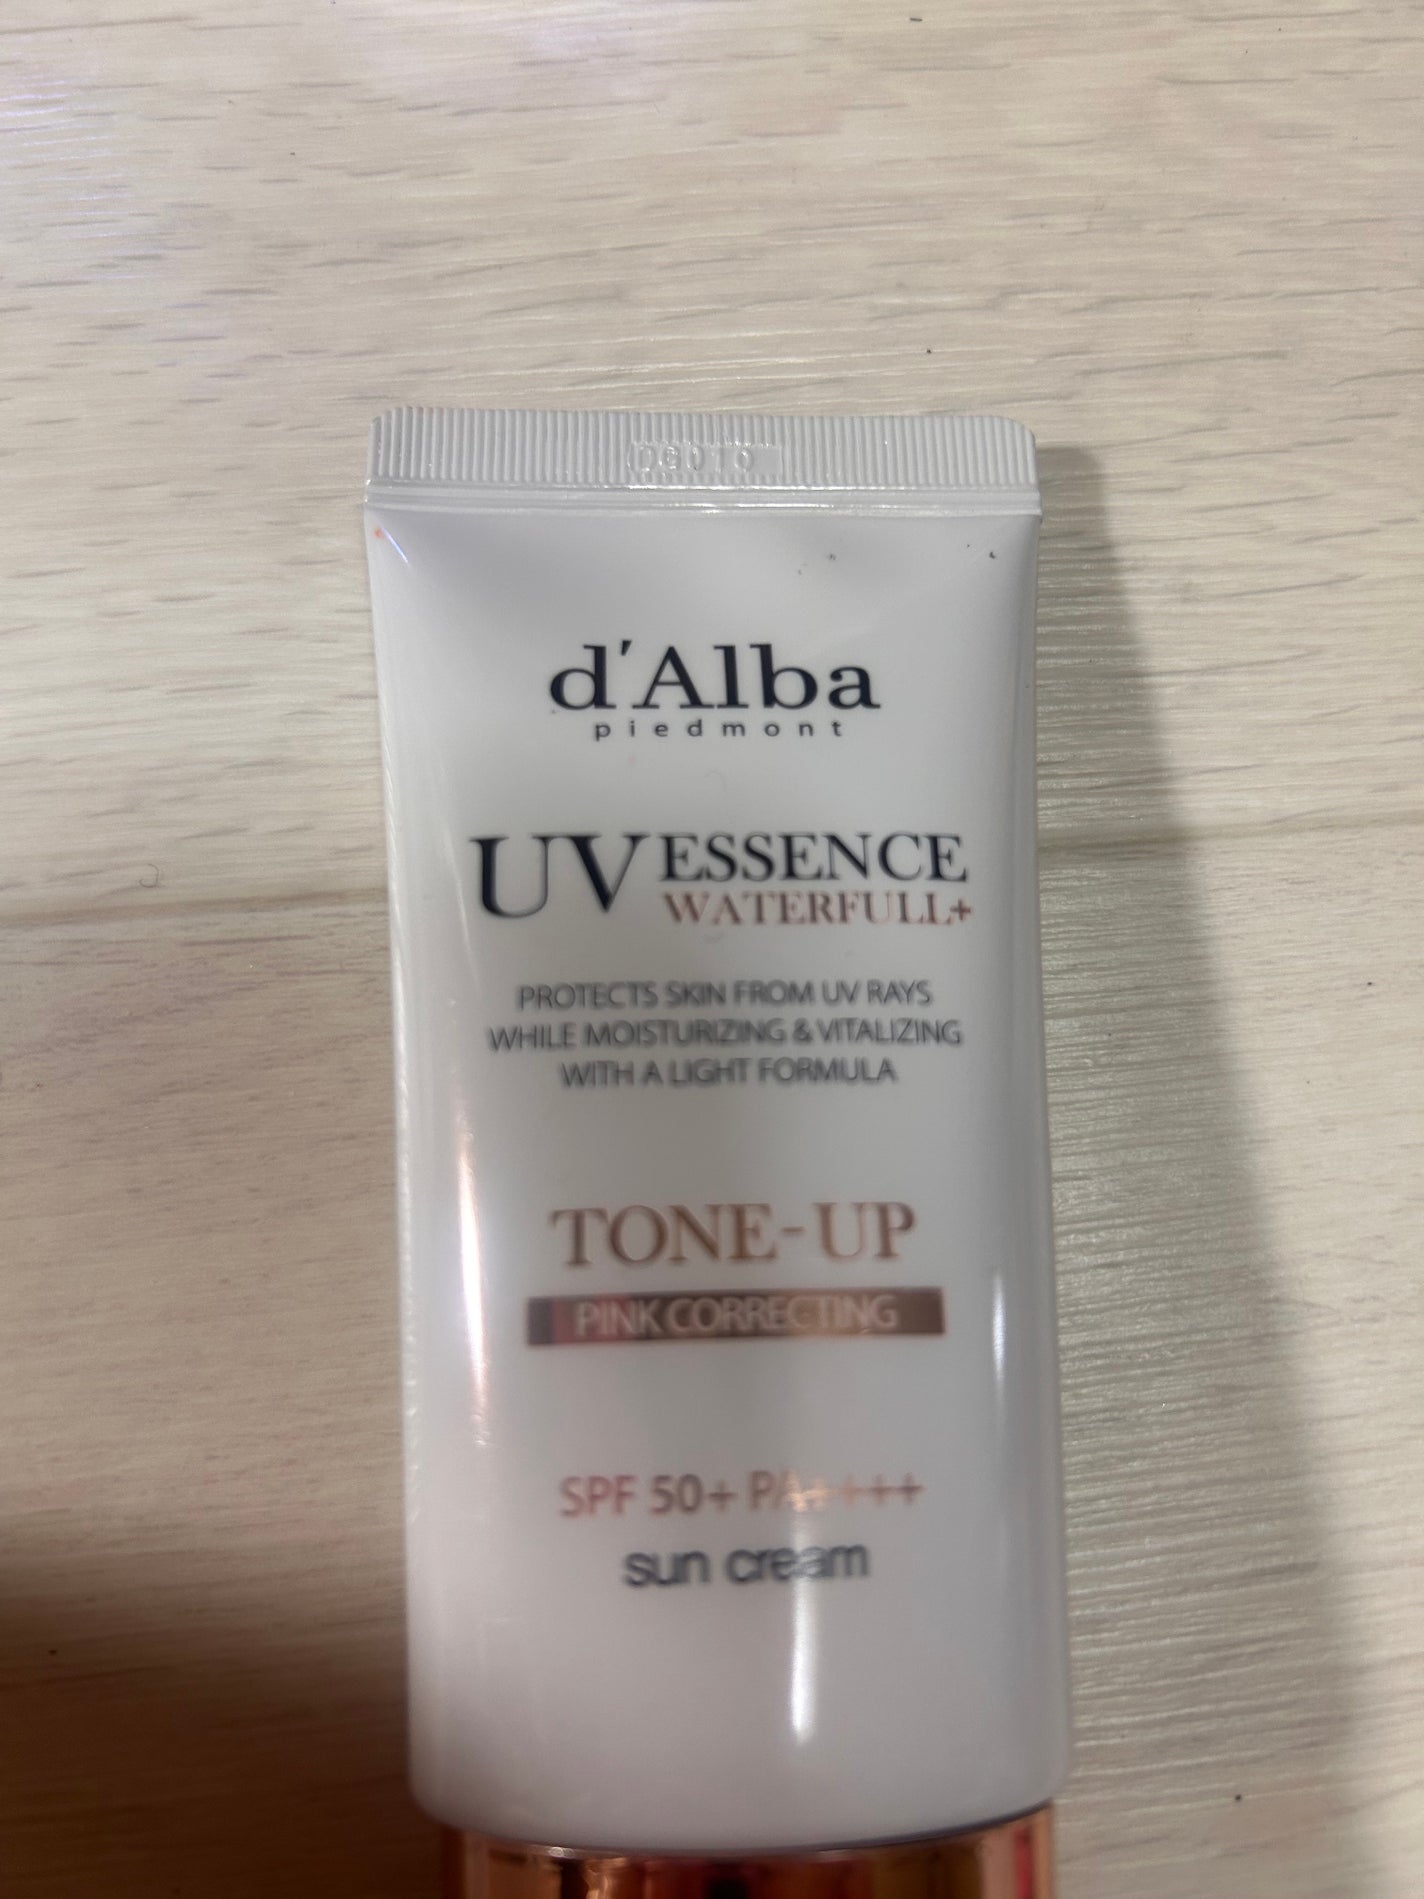 d'Alba
piedmont
UV ESSENCE
WATERFULL+
PROTECTS SKIN FROM UV RAYS
WHILE MOISTURIZING & VITALIZING
WITH A LIGHT FORMULA
TONE-UP
PINK CORRECTING
SPF 50+ PA++++
sun cream